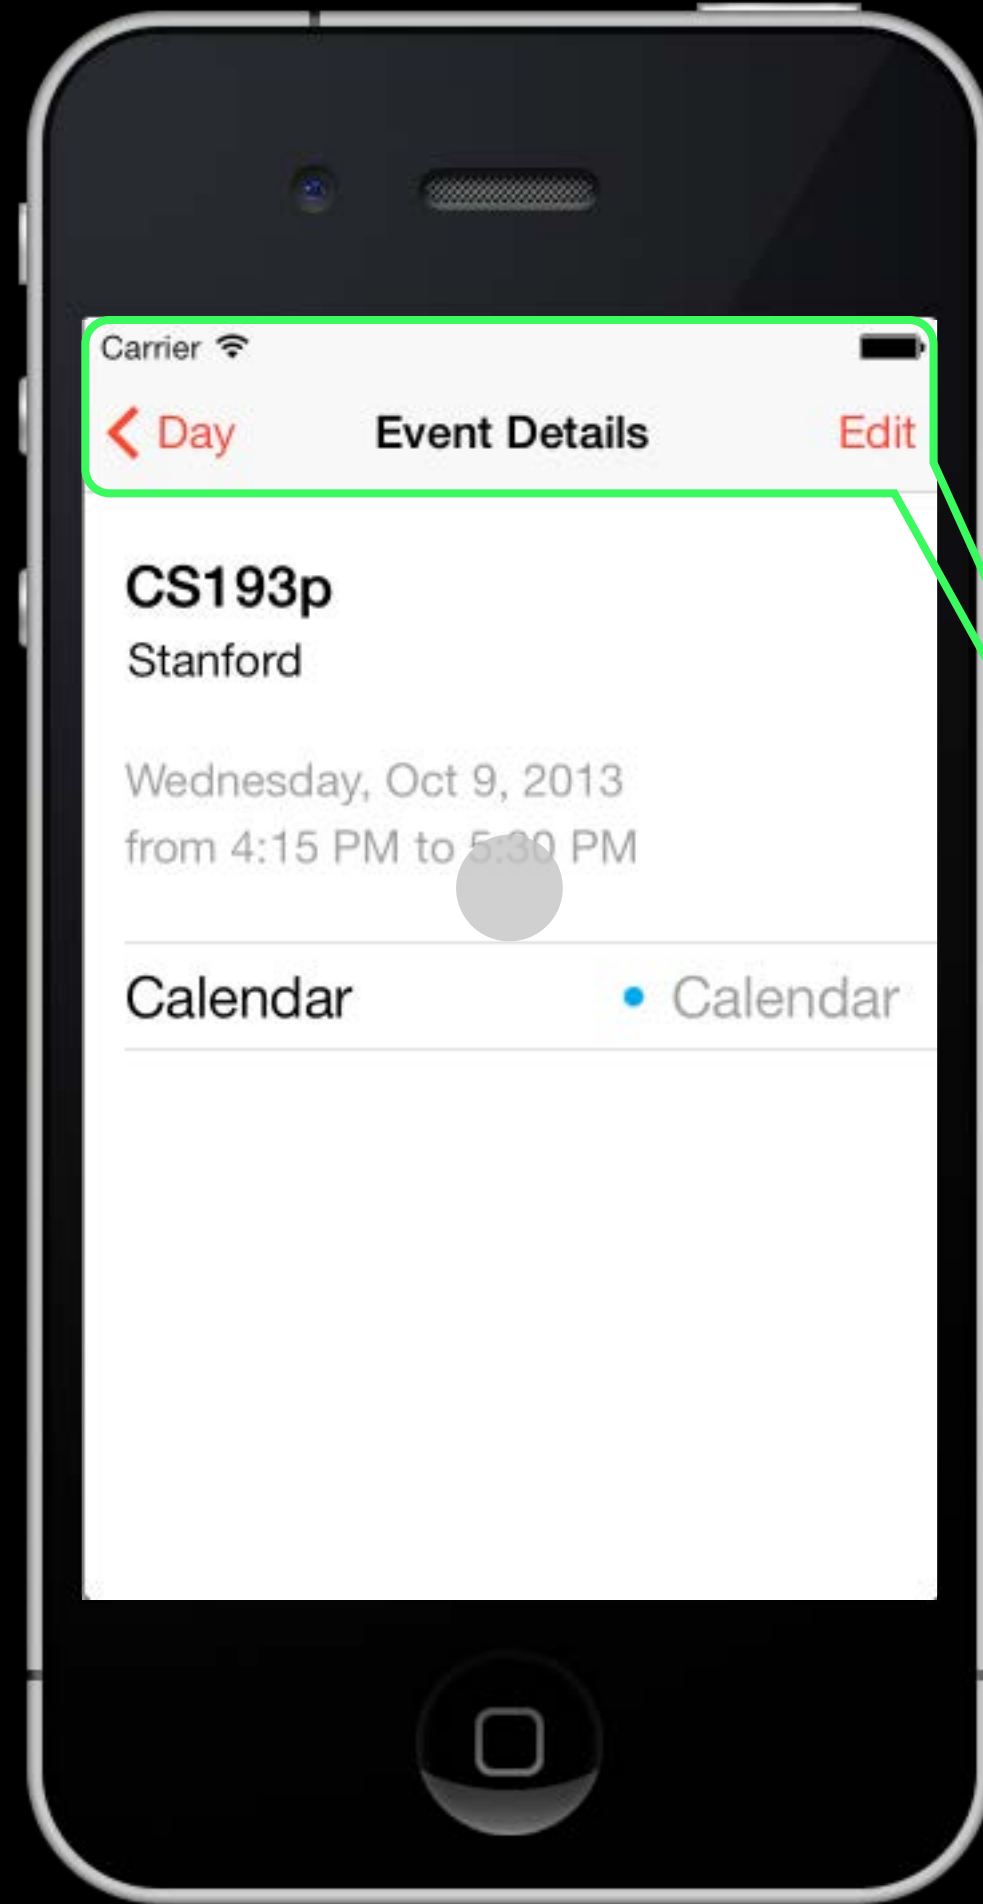 Carrier
Day Event Details Edit
CS193p
Stanford
Wednesday, Oct 9, 2013
from 4:15 PM to 5:30 PM
Calendar • Calendar